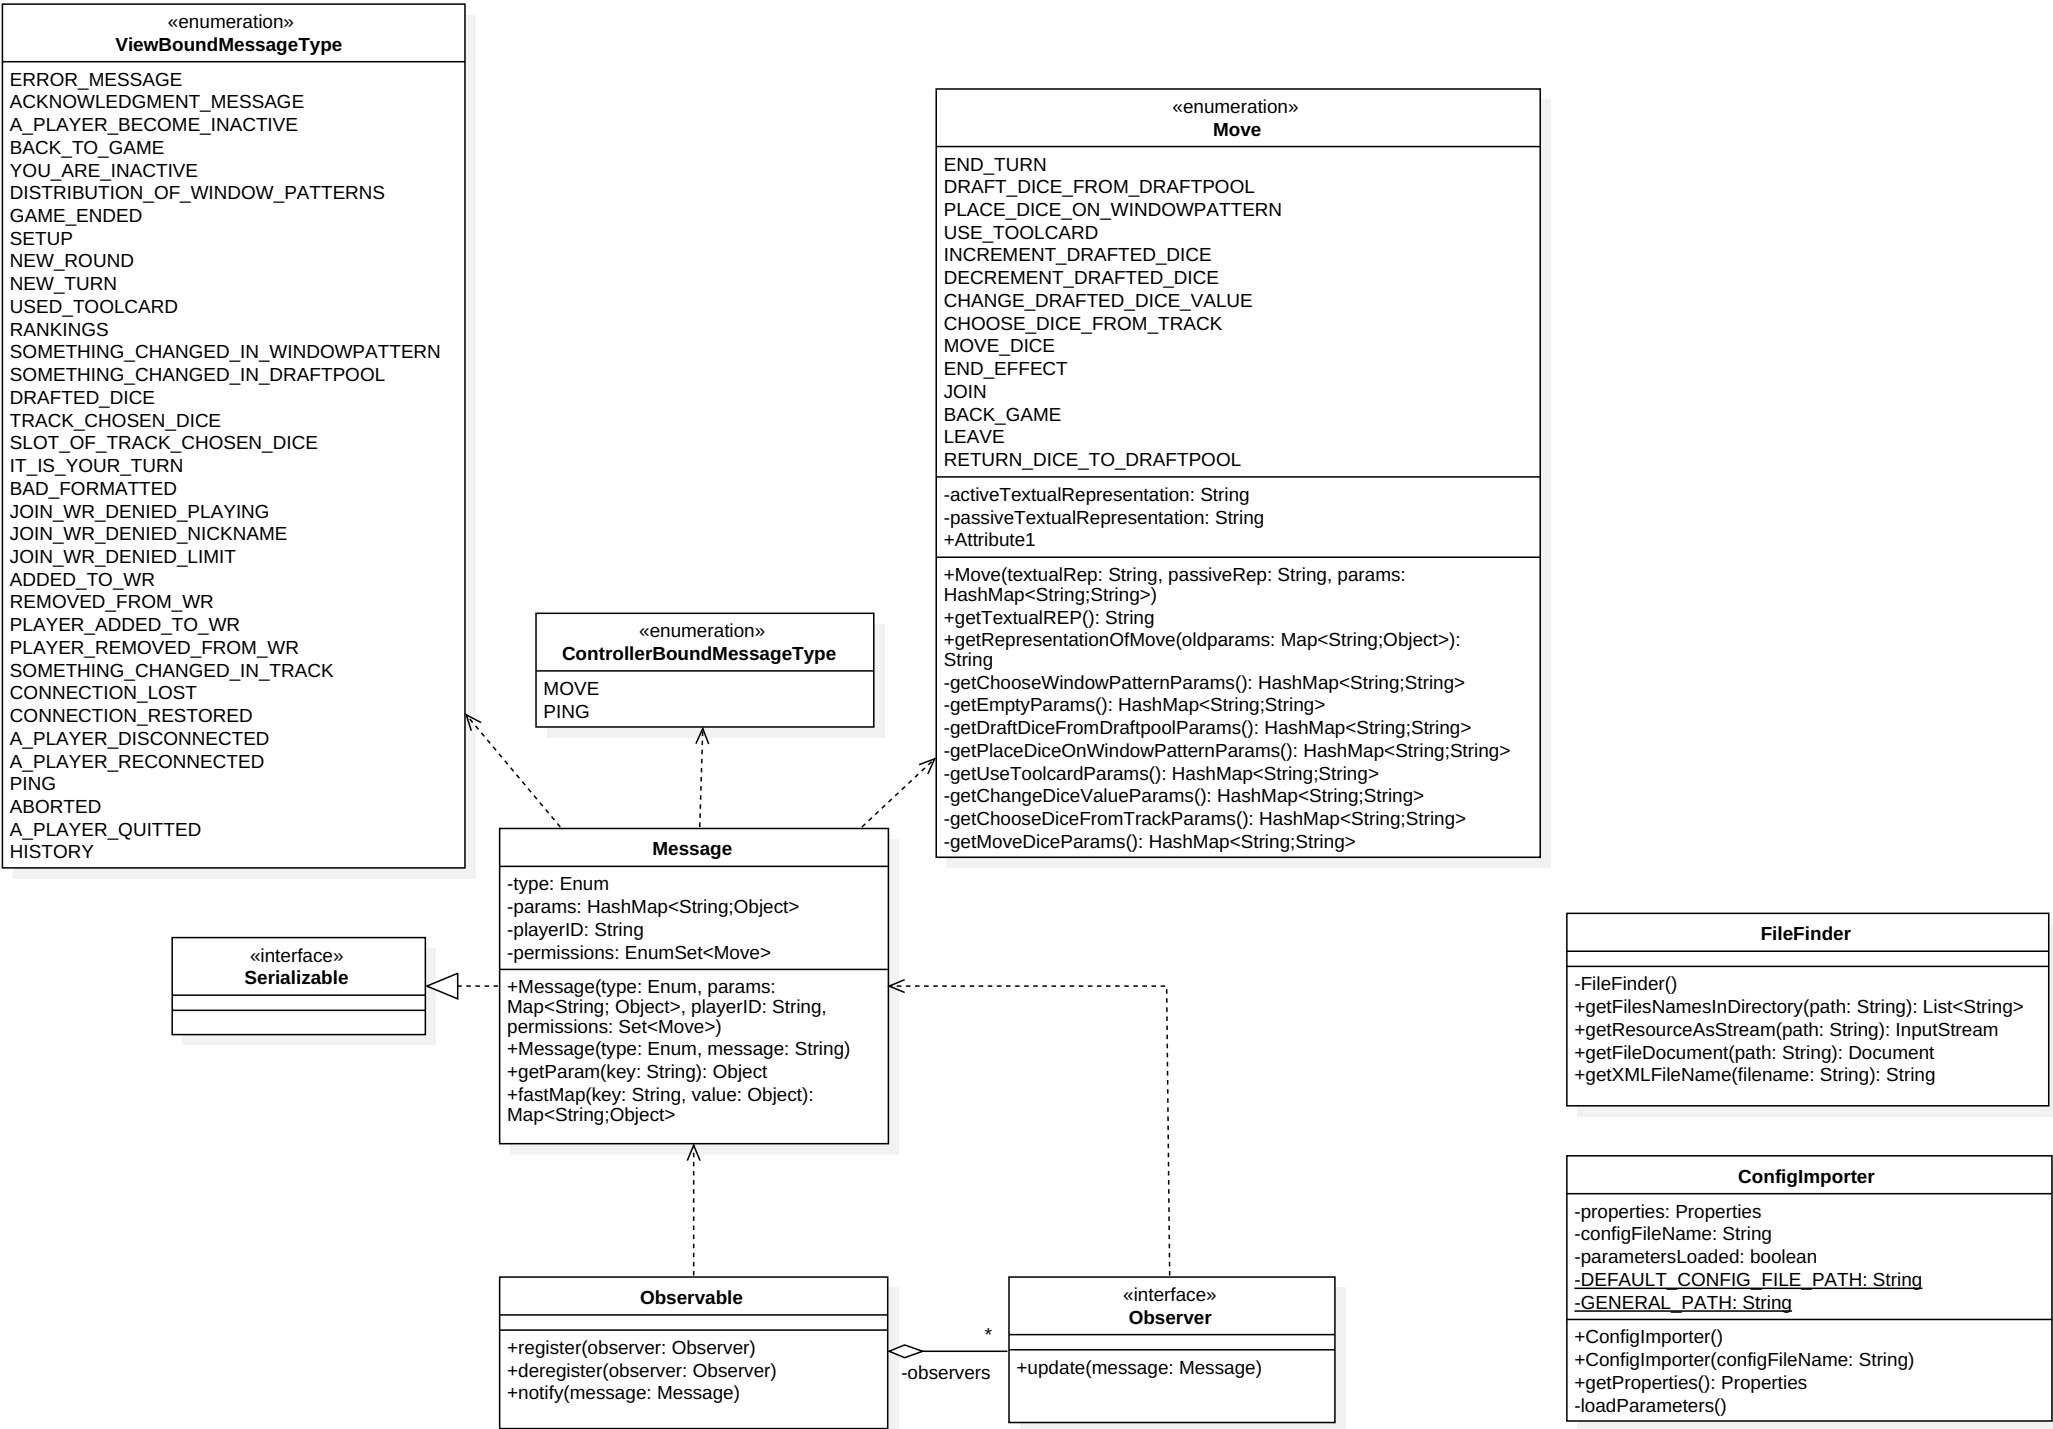 «enumeration»
ViewBoundMessageType
ERROR_MESSAGE
ACKNOWLEDGMENT_MESSAGE
A_PLAYER_BECOME_INACTIVE
BACK_TO_GAME
YOU_ARE_INACTIVE
DISTRIBUTION_OF_WINDOW_PATTERNS
GAME_ENDED
SETUP
NEW_ROUND
NEW_TURN
USED_TOOLCARD
RANKINGS
SOMETHING_CHANGED_IN_WINDOWPATTERN
SOMETHING_CHANGED_IN_DRAFTPOOL
DRAFTED_DICE
TRACK_CHOSEN_DICE
SLOT_OF_TRACK_CHOSEN_DICE
IT_IS_YOUR_TURN
BAD_FORMATTED
JOIN_WR_DENIED_PLAYING
JOIN_WR_DENIED_NICKNAME
JOIN_WR_DENIED_LIMIT
ADDED_TO_WR
REMOVED_FROM_WR
PLAYER_ADDED_TO_WR
PLAYER_REMOVED_FROM_WR
SOMETHING_CHANGED_IN_TRACK
CONNECTION_LOST
CONNECTION_RESTORED
A_PLAYER_DISCONNECTED
A_PLAYER_RECONNECTED
PING
ABORTED
A_PLAYER_QUITTED
HISTORY
«enumeration»
Move
END_TURN
DRAFT_DICE_FROM_DRAFTPOOL
PLACE_DICE_ON_WINDOWPATTERN
USE_TOOLCARD
INCREMENT_DRAFTED_DICE
DECREMENT_DRAFTED_DICE
CHANGE_DRAFTED_DICE_VALUE
CHOOSE_DICE_FROM_TRACK
MOVE_DICE
END_EFFECT
JOIN
BACK_GAME
LEAVE
RETURN_DICE_TO_DRAFTPOOL
-activeTextualRepresentation: String
-passiveTextualRepresentation: String
+Attribute1
+Move(textualRep: String, passiveRep: String, params:
HashMap<String;String>)
+getTextualREP(): String
+getRepresentationOfMove(oldparams: Map<String;Object>):
String
-getChooseWindowPatternParams(): HashMap<String;String>
-getEmptyParams(): HashMap<String;String>
-getDraftDiceFromDraftpoolParams(): HashMap<String;String>
-getPlaceDiceOnWindowPatternParams(): HashMap<String;String>
-getUseToolcardParams(): HashMap<String;String>
-getChangeDiceValueParams(): HashMap<String;String>
-getChooseDiceFromTrackParams(): HashMap<String;String>
-getMoveDiceParams(): HashMap<String;String>
«enumeration»
ControllerBoundMessageType
MOVE
PING
Message
-type: Enum
-params: HashMap<String;Object>
-playerID: String
-permissions: EnumSet<Move>
+Message(type: Enum, params:
Map<String; Object>, playerID: String,
permissions: Set<Move>)
+Message(type: Enum, message: String)
+getParam(key: String): Object
+fastMap(key: String, value: Object):
Map<String;Object>
«interface»
Serializable
FileFinder
-FileFinder()
+getFilesNamesInDirectory(path: String): List<String>
+getResourceAsStream(path: String): InputStream
+getFileDocument(path: String): Document
+getXMLFileName(filename: String): String
ConfigImporter
-properties: Properties
-configFileName: String
-parametersLoaded: boolean
-DEFAULT_CONFIG_FILE_PATH: String
-GENERAL_PATH: String
+ConfigImporter()
+ConfigImporter(configFileName: String)
+getProperties(): Properties
-loadParameters()
Observable
+register(observer: Observer)
+deregister(observer: Observer)
+notify(message: Message)
*
-observers
«interface»
Observer
+update(message: Message)